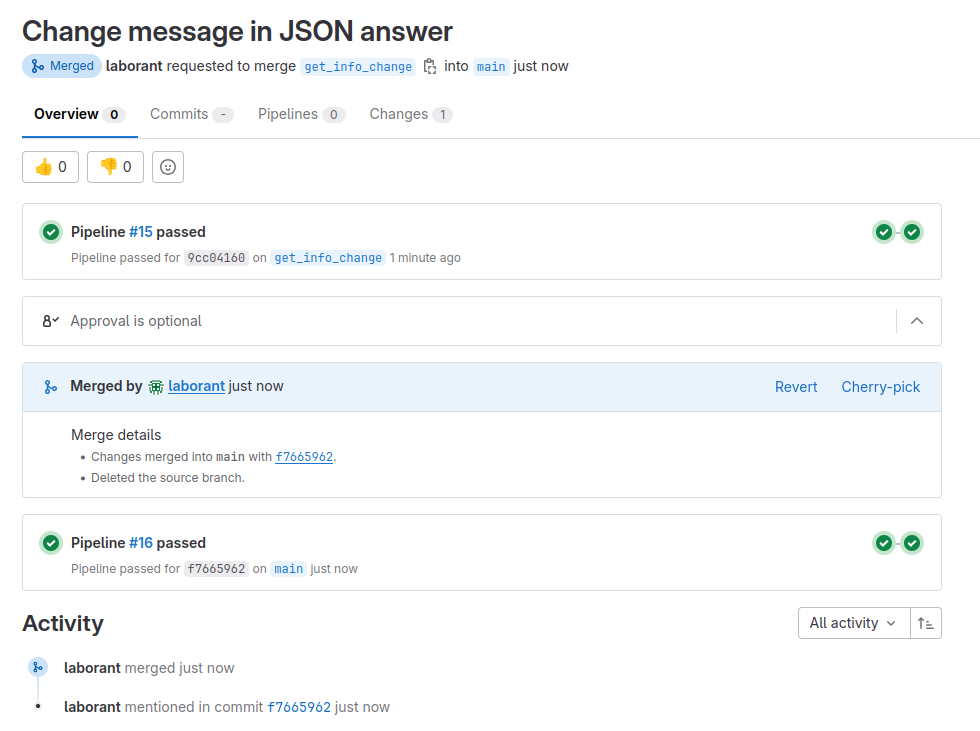 Change message in JSON answer
Merged laborant requested to merge get_info_change into main just now
Overview 0 Commits - Pipelines 0 Changes 1
👍 0 👎 0
Pipeline #15 passed
Pipeline passed for 9cc04160 on get_info_change 1 minute ago
Approval is optional
Merged by laborant just now Revert Cherry-pick
Merge details
• Changes merged into main with f7665962.
• Deleted the source branch.
Pipeline #16 passed
Pipeline passed for f7665962 on main just now
Activity All activity
laborant merged just now
laborant mentioned in commit f7665962 just now